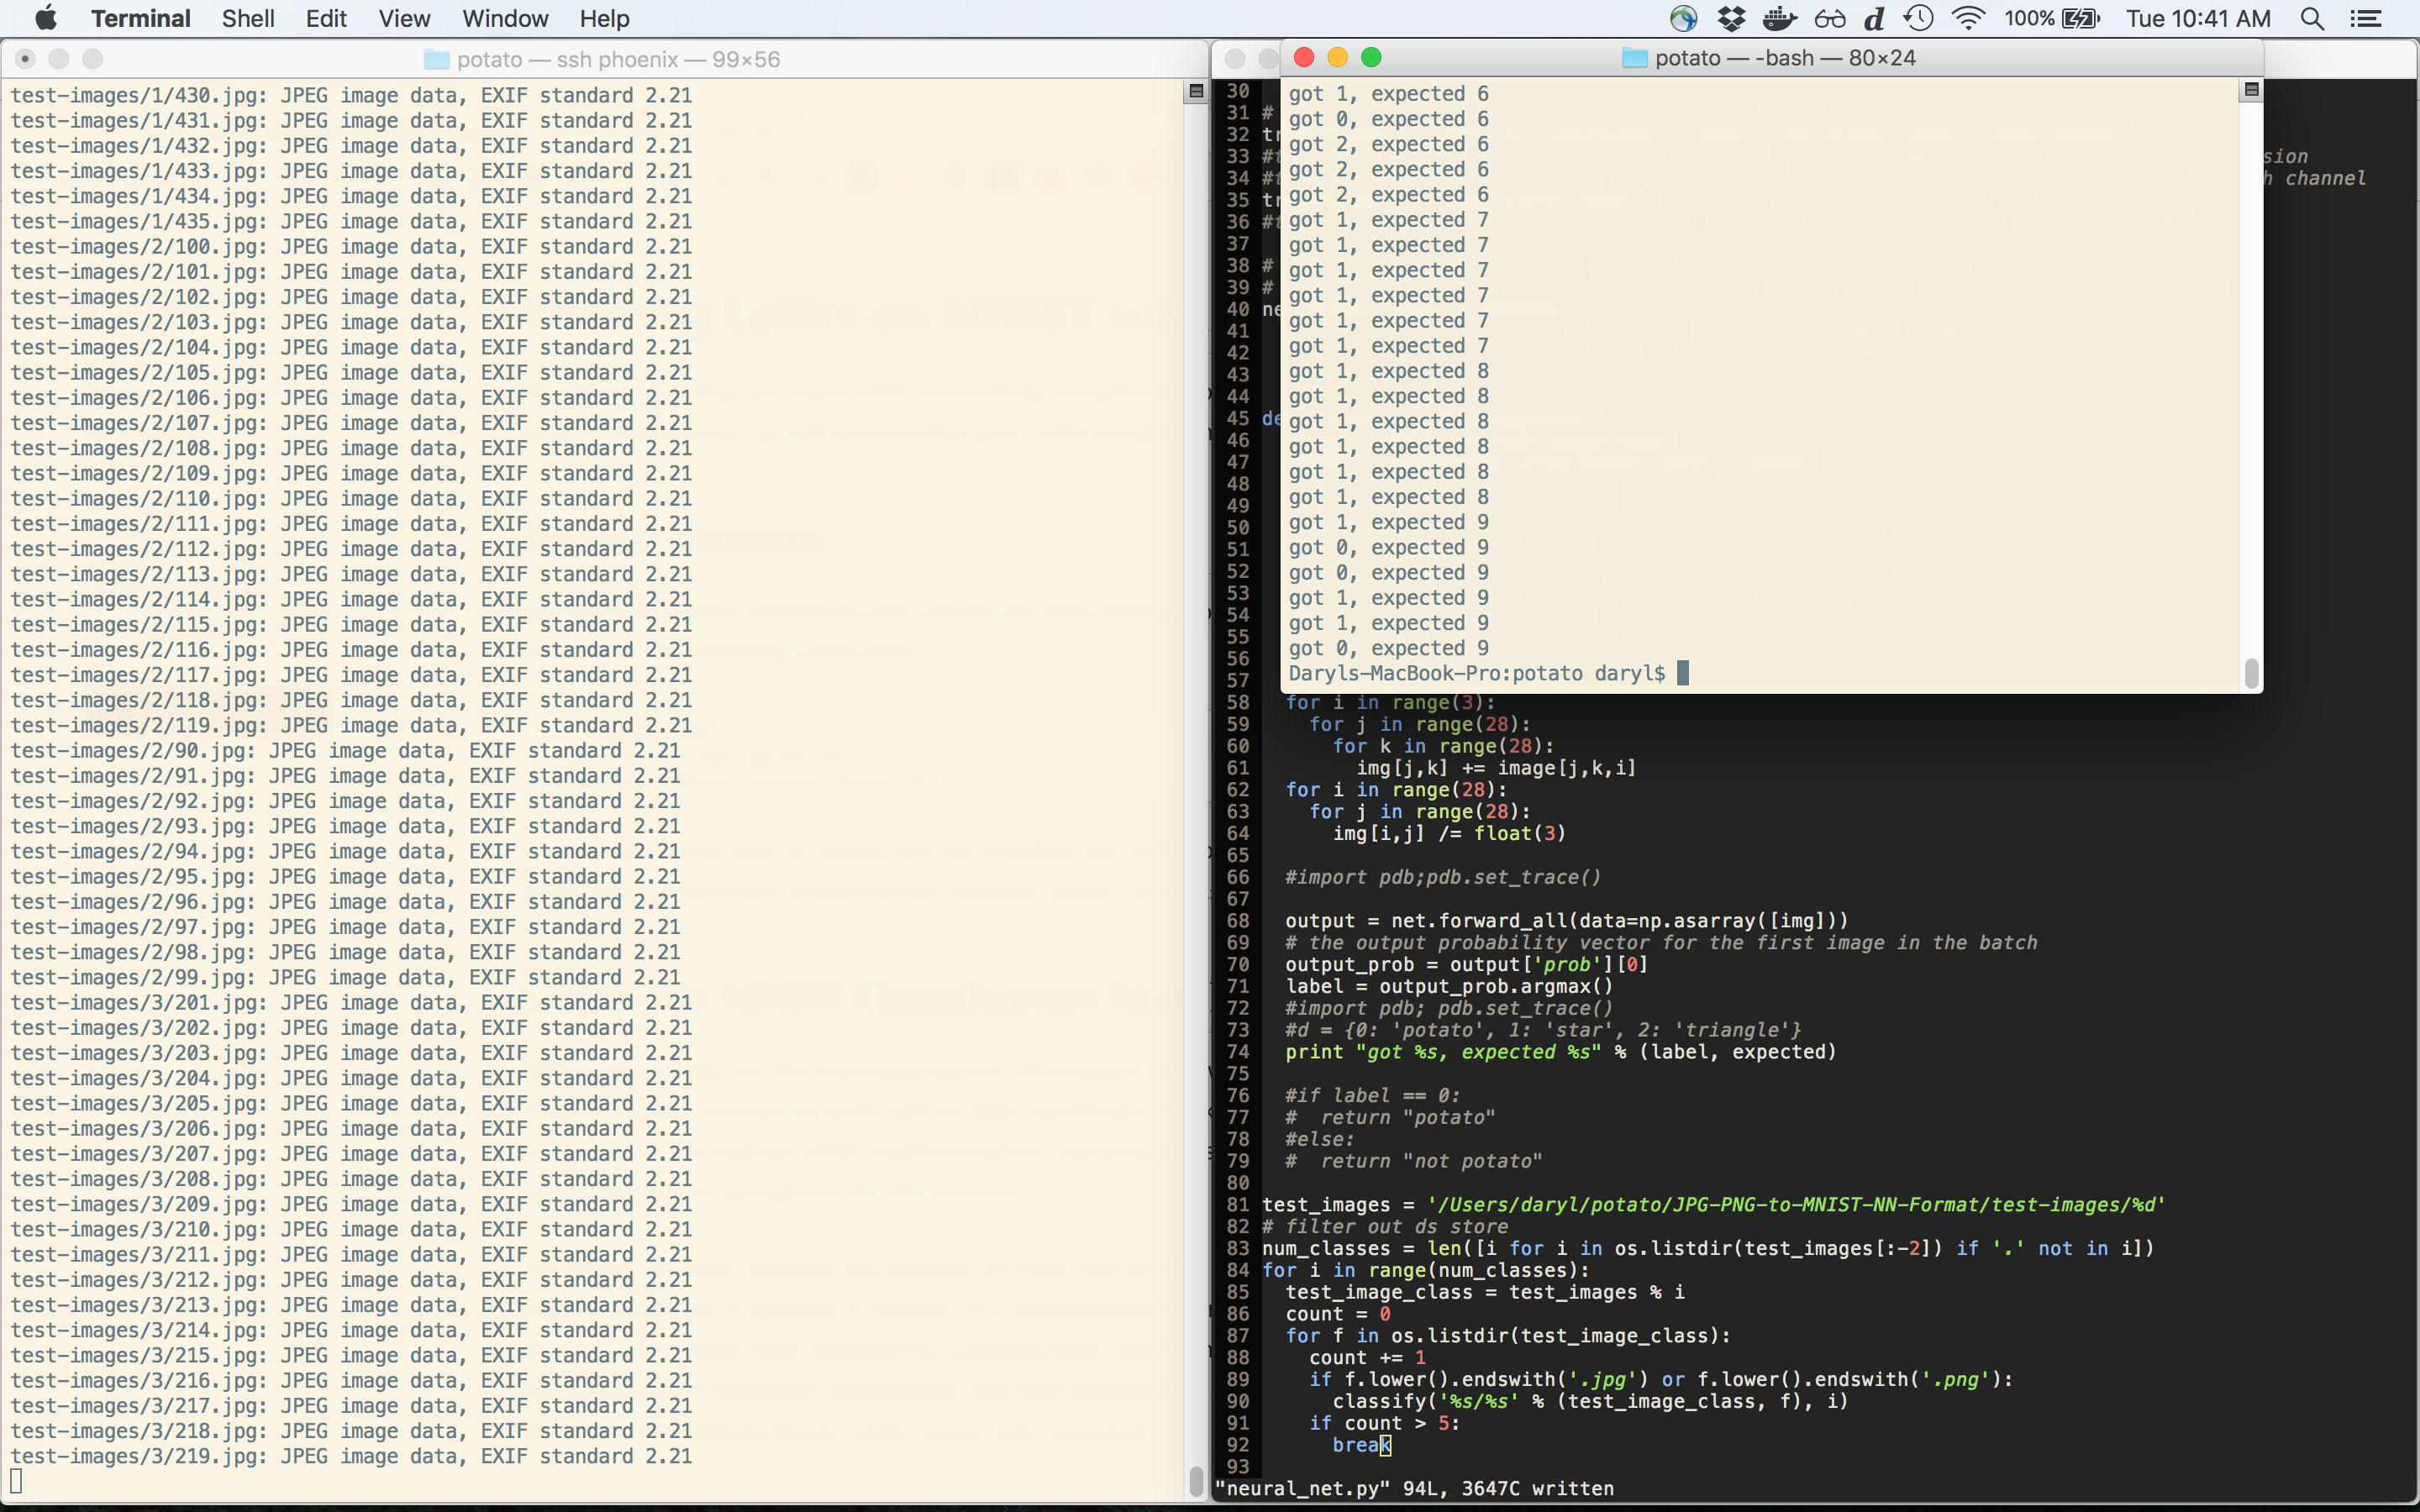 Terminal Shell Edit View Window Help 100% Tue 10:41 AM
potato — ssh phoenix — 99×56
test-images/1/430.jpg: JPEG image data, EXIF standard 2.21
test-images/1/431.jpg: JPEG image data, EXIF standard 2.21
test-images/1/432.jpg: JPEG image data, EXIF standard 2.21
test-images/1/433.jpg: JPEG image data, EXIF standard 2.21
test-images/1/434.jpg: JPEG image data, EXIF standard 2.21
test-images/1/435.jpg: JPEG image data, EXIF standard 2.21
test-images/2/100.jpg: JPEG image data, EXIF standard 2.21
test-images/2/101.jpg: JPEG image data, EXIF standard 2.21
test-images/2/102.jpg: JPEG image data, EXIF standard 2.21
test-images/2/103.jpg: JPEG image data, EXIF standard 2.21
test-images/2/104.jpg: JPEG image data, EXIF standard 2.21
test-images/2/105.jpg: JPEG image data, EXIF standard 2.21
test-images/2/106.jpg: JPEG image data, EXIF standard 2.21
test-images/2/107.jpg: JPEG image data, EXIF standard 2.21
test-images/2/108.jpg: JPEG image data, EXIF standard 2.21
test-images/2/109.jpg: JPEG image data, EXIF standard 2.21
test-images/2/110.jpg: JPEG image data, EXIF standard 2.21
test-images/2/111.jpg: JPEG image data, EXIF standard 2.21
test-images/2/112.jpg: JPEG image data, EXIF standard 2.21
test-images/2/113.jpg: JPEG image data, EXIF standard 2.21
test-images/2/114.jpg: JPEG image data, EXIF standard 2.21
test-images/2/115.jpg: JPEG image data, EXIF standard 2.21
test-images/2/116.jpg: JPEG image data, EXIF standard 2.21
test-images/2/117.jpg: JPEG image data, EXIF standard 2.21
test-images/2/118.jpg: JPEG image data, EXIF standard 2.21
test-images/2/119.jpg: JPEG image data, EXIF standard 2.21
test-images/2/90.jpg: JPEG image data, EXIF standard 2.21
test-images/2/91.jpg: JPEG image data, EXIF standard 2.21
test-images/2/92.jpg: JPEG image data, EXIF standard 2.21
test-images/2/93.jpg: JPEG image data, EXIF standard 2.21
test-images/2/94.jpg: JPEG image data, EXIF standard 2.21
test-images/2/95.jpg: JPEG image data, EXIF standard 2.21
test-images/2/96.jpg: JPEG image data, EXIF standard 2.21
test-images/2/97.jpg: JPEG image data, EXIF standard 2.21
test-images/2/98.jpg: JPEG image data, EXIF standard 2.21
test-images/2/99.jpg: JPEG image data, EXIF standard 2.21
test-images/3/201.jpg: JPEG image data, EXIF standard 2.21
test-images/3/202.jpg: JPEG image data, EXIF standard 2.21
test-images/3/203.jpg: JPEG image data, EXIF standard 2.21
test-images/3/204.jpg: JPEG image data, EXIF standard 2.21
test-images/3/205.jpg: JPEG image data, EXIF standard 2.21
test-images/3/206.jpg: JPEG image data, EXIF standard 2.21
test-images/3/207.jpg: JPEG image data, EXIF standard 2.21
test-images/3/208.jpg: JPEG image data, EXIF standard 2.21
test-images/3/209.jpg: JPEG image data, EXIF standard 2.21
test-images/3/210.jpg: JPEG image data, EXIF standard 2.21
test-images/3/211.jpg: JPEG image data, EXIF standard 2.21
test-images/3/212.jpg: JPEG image data, EXIF standard 2.21
test-images/3/213.jpg: JPEG image data, EXIF standard 2.21
test-images/3/214.jpg: JPEG image data, EXIF standard 2.21
test-images/3/215.jpg: JPEG image data, EXIF standard 2.21
test-images/3/216.jpg: JPEG image data, EXIF standard 2.21
test-images/3/217.jpg: JPEG image data, EXIF standard 2.21
test-images/3/218.jpg: JPEG image data, EXIF standard 2.21
test-images/3/219.jpg: JPEG image data, EXIF standard 2.21
potato — -bash — 80×24
got 1, expected 6
got 0, expected 6
got 2, expected 6
got 2, expected 6
got 2, expected 6
got 1, expected 7
got 1, expected 7
got 1, expected 7
got 1, expected 7
got 1, expected 7
got 1, expected 7
got 1, expected 8
got 1, expected 8
got 1, expected 8
got 1, expected 8
got 1, expected 8
got 1, expected 8
got 1, expected 9
got 0, expected 9
got 0, expected 9
got 1, expected 9
got 1, expected 9
got 0, expected 9
Daryls-MacBook-Pro:potato daryl$
30
31 #
32 tr
33 #t sion
34 #t h channel
35 tr
36 #t
37
38 #
39 #
40 ne
41
42
43
44
45 de
46
47
48
49
50
51
52
53
54
55
56
57
58 for i in range(3):
59 for j in range(28):
60 for k in range(28):
61 img[j,k] += image[j,k,i]
62 for i in range(28):
63 for j in range(28):
64 img[i,j] /= float(3)
65
66 #import pdb;pdb.set_trace()
67
68 output = net.forward_all(data=np.asarray([img]))
69 # the output probability vector for the first image in the batch
70 output_prob = output['prob'][0]
71 label = output_prob.argmax()
72 #import pdb; pdb.set_trace()
73 #d = {0: 'potato', 1: 'star', 2: 'triangle'}
74 print "got %s, expected %s" % (label, expected)
75
76 #if label == 0:
77 # return "potato"
78 #else:
79 # return "not potato"
80
81 test_images = '/Users/daryl/potato/JPG-PNG-to-MNIST-NN-Format/test-images/%d'
82 # filter out ds store
83 num_classes = len([i for i in os.listdir(test_images[:-2]) if '.' not in i])
84 for i in range(num_classes):
85 test_image_class = test_images % i
86 count = 0
87 for f in os.listdir(test_image_class):
88 count += 1
89 if f.lower().endswith('.jpg') or f.lower().endswith('.png'):
90 classify('%s/%s' % (test_image_class, f), i)
91 if count > 5:
92 break
93
"neural_net.py" 94L, 3647C written